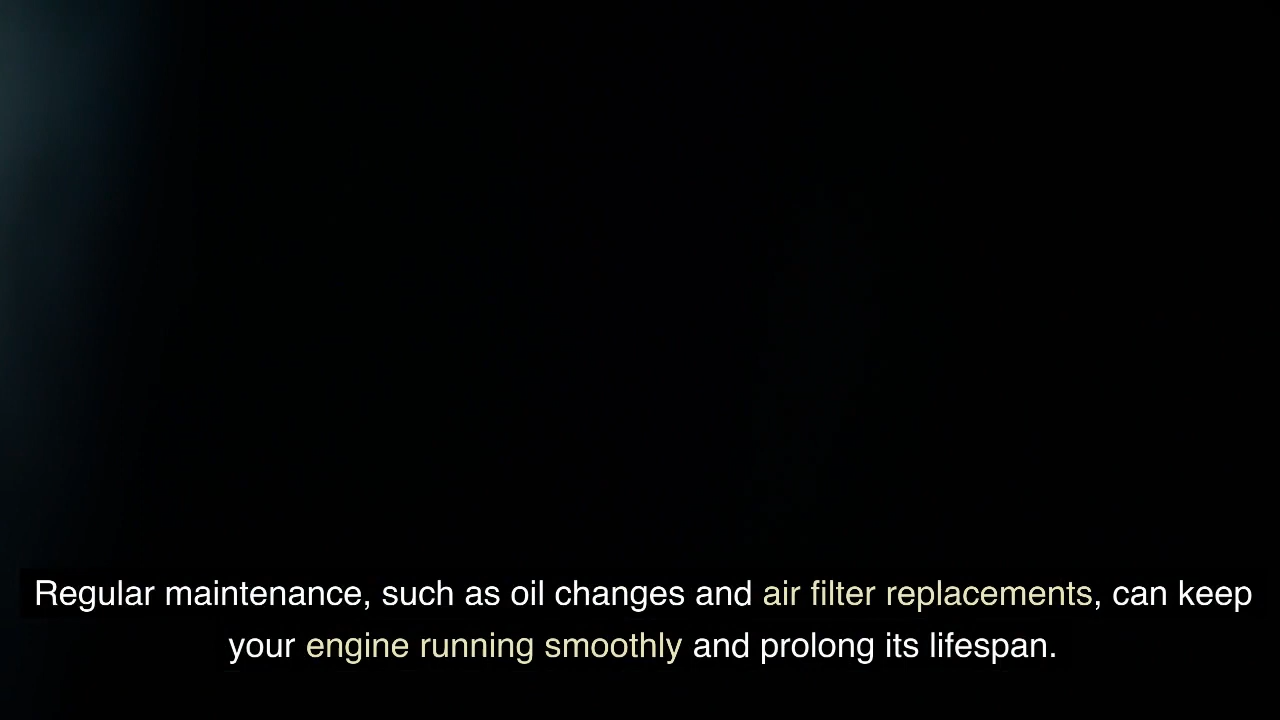 Regular maintenance, such as oil changes and air filter replacements, can keep
your engine running smoothly and prolong its lifespan.